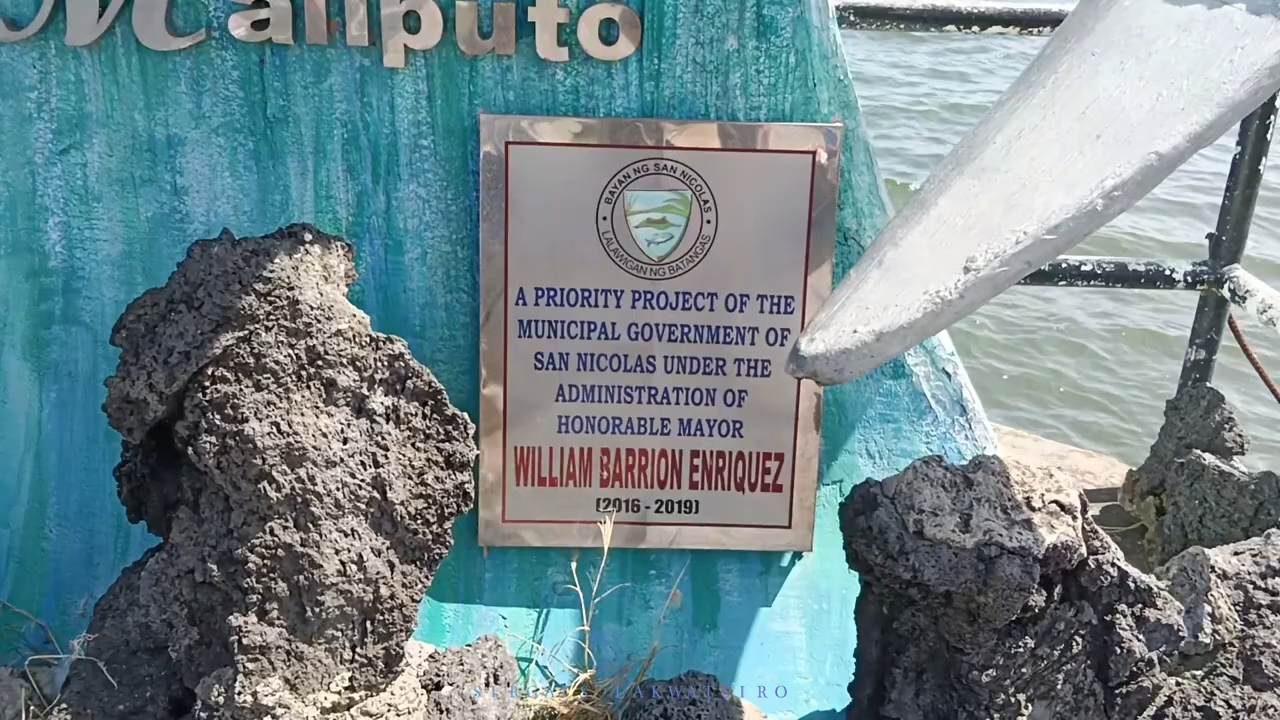 Maliputo
BAYAN NG SAN NICOLAS
LALAWIGAN NG BATANGAS
A PRIORITY PROJECT OF THE
MUNICIPAL GOVERNMENT OF
SAN NICOLAS UNDER THE
ADMINISTRATION OF
HONORABLE MAYOR
WILLIAM BARRION ENRIQUEZ
(2016 - 2019)